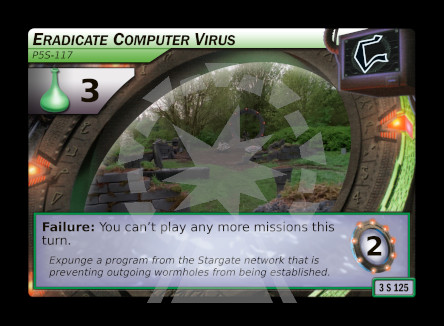 ERADICATE COMPUTER VIRUS
P5S-117
3
Failure: You can't play any more missions this
turn.
Expunge a program from the Stargate network that is
preventing outgoing wormholes from being established.
2
3 S 125